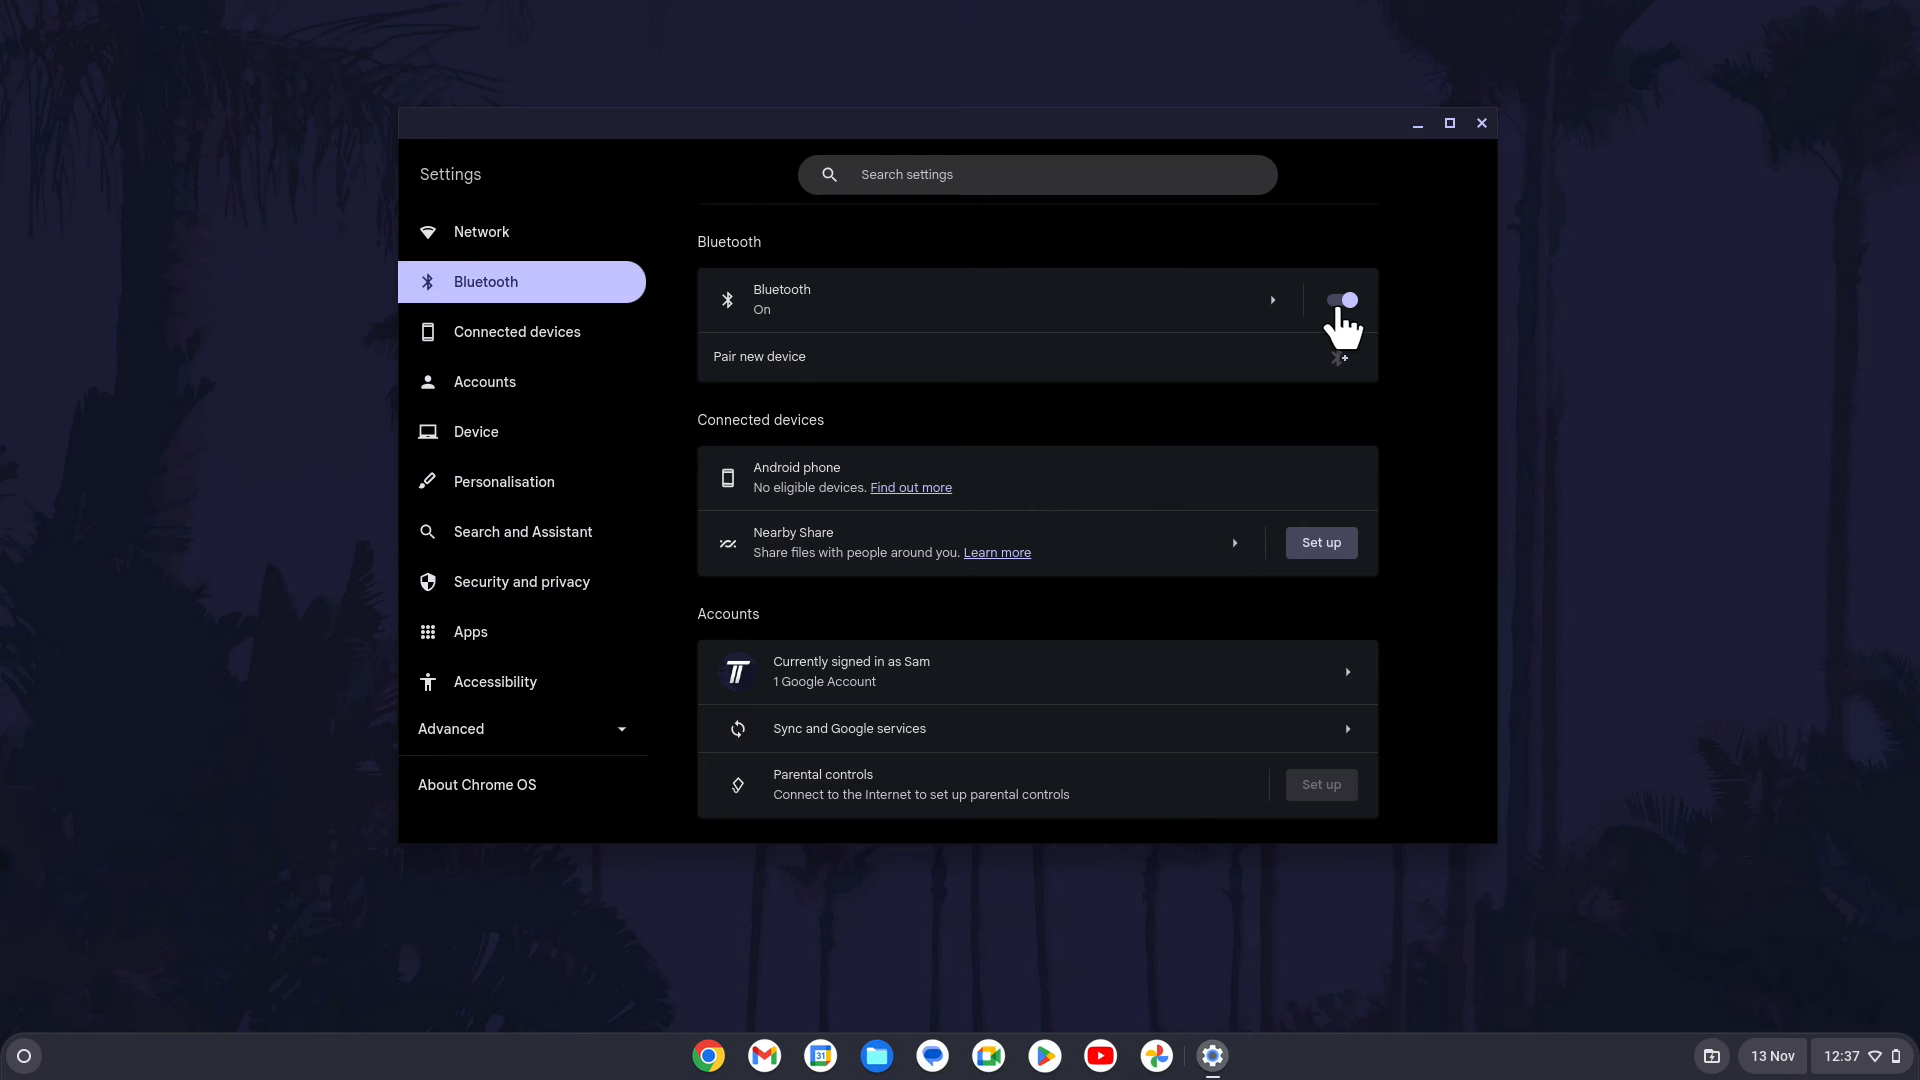 Settings
Search settings
Network
Bluetooth
Connected devices
Accounts
Device
Personalisation
Search and Assistant
Security and privacy
Apps
Accessibility
Advanced
About Chrome OS
Bluetooth
Bluetooth
On
Pair new device
Connected devices
Android phone
No eligible devices. Find out more
Nearby Share
Share files with people around you. Learn more
Set up
Accounts
Currently signed in as Sam
1 Google Account
Sync and Google services
Parental controls
Connect to the Internet to set up parental controls
Set up
31
13 Nov
12:37